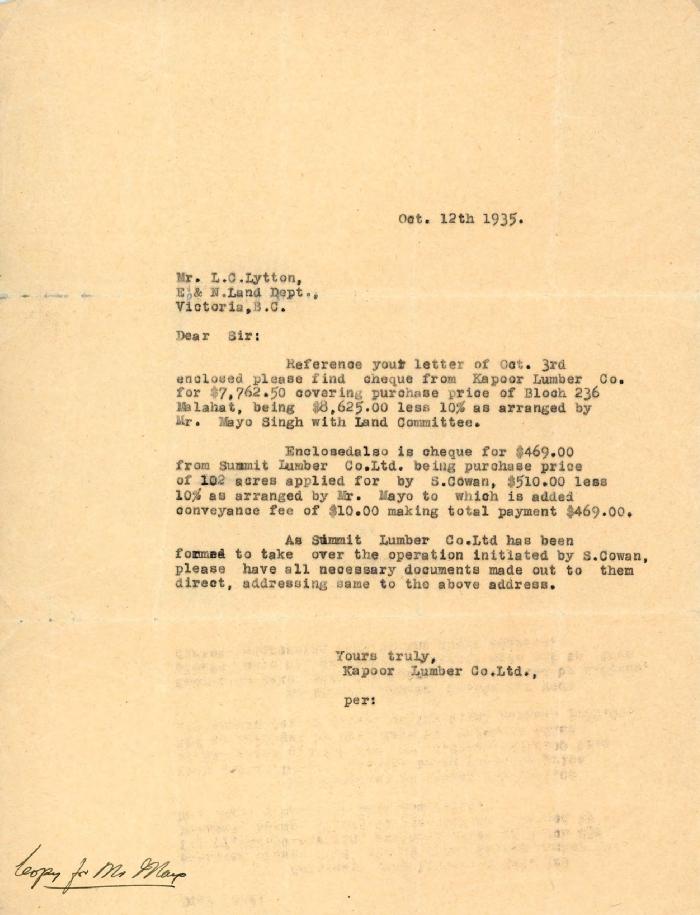 Oct. 12th 1935.
Mr. L.C.Lytton,
E.& N.Land Dept.,
Victoria,B.C.
Dear Sir:
Reference your letter of Oct. 3rd
enclosed please find cheque from Kapoor Lumber Co.
for $7,762.50 covering purchase price of Bloch 236
Malahat, being $8,625.00 less 10% as arranged by
Mr. Mayo Singh with Land Committee.
Enclosedalso is cheque for $469.00
from Summit Lumber Co.Ltd. being purchase price
of 102 acres applied for by S.Cowan, $510.00 less
10% as arranged by Mr. Mayo to which is added
conveyance fee of $10.00 making total payment $469.00.
As Summit Lumber Co.Ltd has been
formed to take over the operation initiated by S.Cowan,
please have all necessary documents made out to them
direct, addressing same to the above address.
Yours truly,
Kapoor Lumber Co.Ltd.,
per:
Copy for Mr Mayo